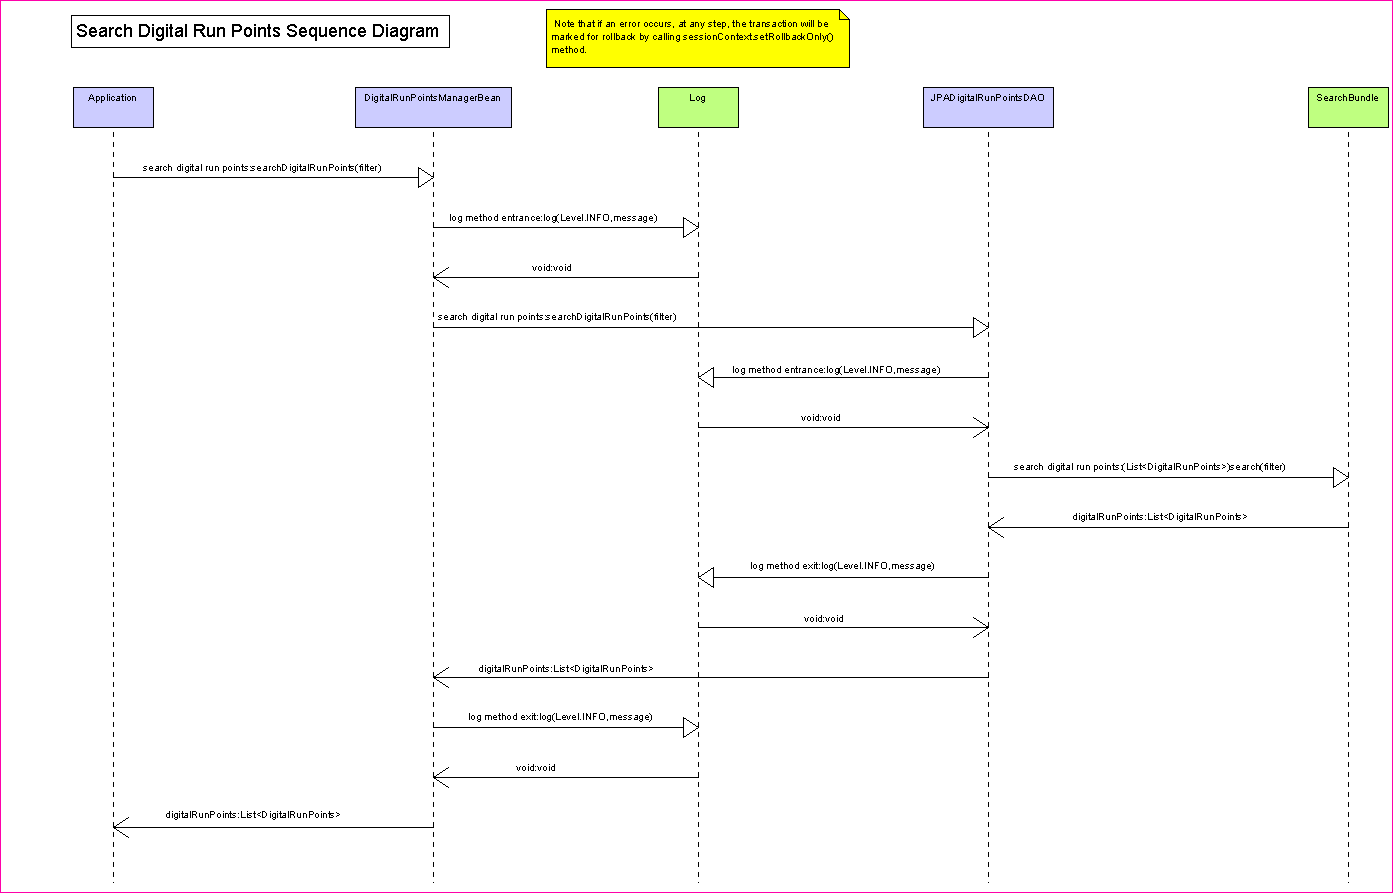 Search Digital Run Points Sequence Diagram
Note that if an error occurs, at any step, the transaction will be
marked for rollback by calling sessionContext.setRollbackOnly()
method.
Application
DigitalRunPointsManagerBean
Log
JPADigitalRunPointsDAO
SearchBundle
search digital run points:searchDigitalRunPoints(filter)
log method entrance:log(Level.INFO,message)
void:void
search digital run points:searchDigitalRunPoints(filter)
log method entrance:log(Level.INFO,message)
void:void
search digital run points:(List<DigitalRunPoints>)search(filter)
digitalRunPoints:List<DigitalRunPoints>
log method exit:log(Level.INFO,message)
void:void
digitalRunPoints:List<DigitalRunPoints>
log method exit:log(Level.INFO,message)
void:void
digitalRunPoints:List<DigitalRunPoints>